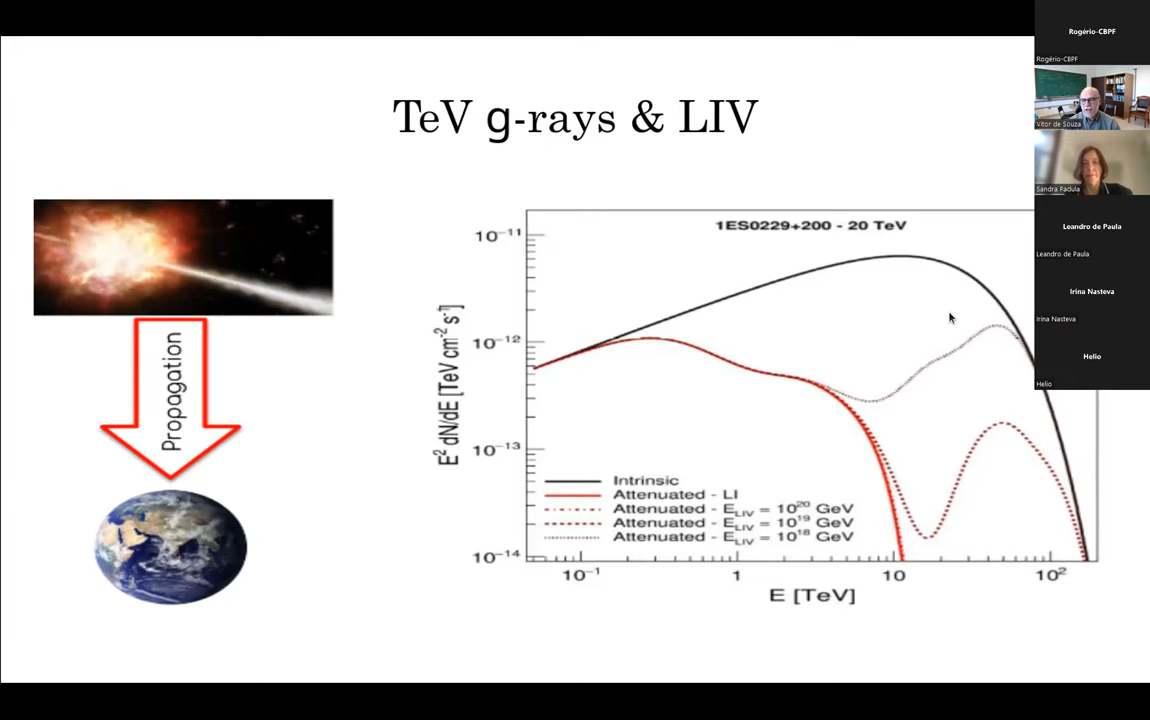 TeV g-rays & LIV
Propagation
1ES0229+200 - 20 TeV
10⁻¹¹
10⁻¹²
10⁻¹³
10⁻¹⁴
E² dN/dE [TeV cm⁻² s⁻¹]
Intrinsic
Attenuated - LI
Attenuated - E_LIV = 10²⁰ GeV
Attenuated - E_LIV = 10¹⁹ GeV
Attenuated - E_LIV = 10¹⁸ GeV
10⁻¹ 1 10 10²
E [TeV]
Rogério-CBPF
Rogério-CBPF
Vitor de Souza
Sandra Padula
Leandro de Paula
Leandro de Paula
Irina Nasteva
Irina Nasteva
Helio
Helio